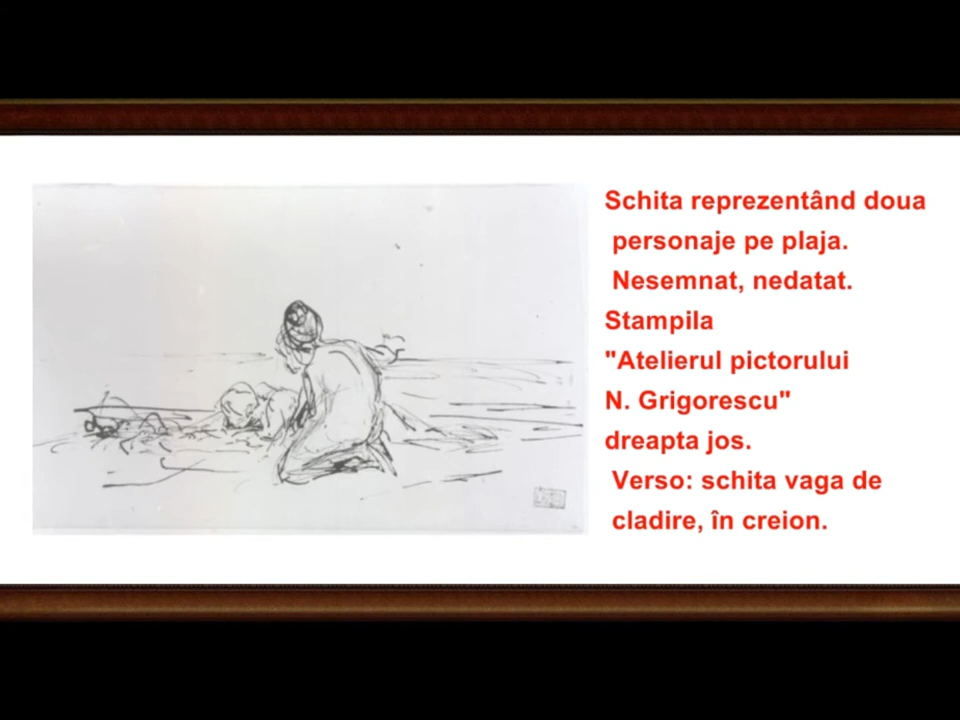 Schita reprezentând doua
personaje pe plaja.
Nesemnat, nedatat.
Stampila
"Atelierul pictorului
N. Grigorescu"
dreapta jos.
Verso: schita vaga de
cladire, în creion.